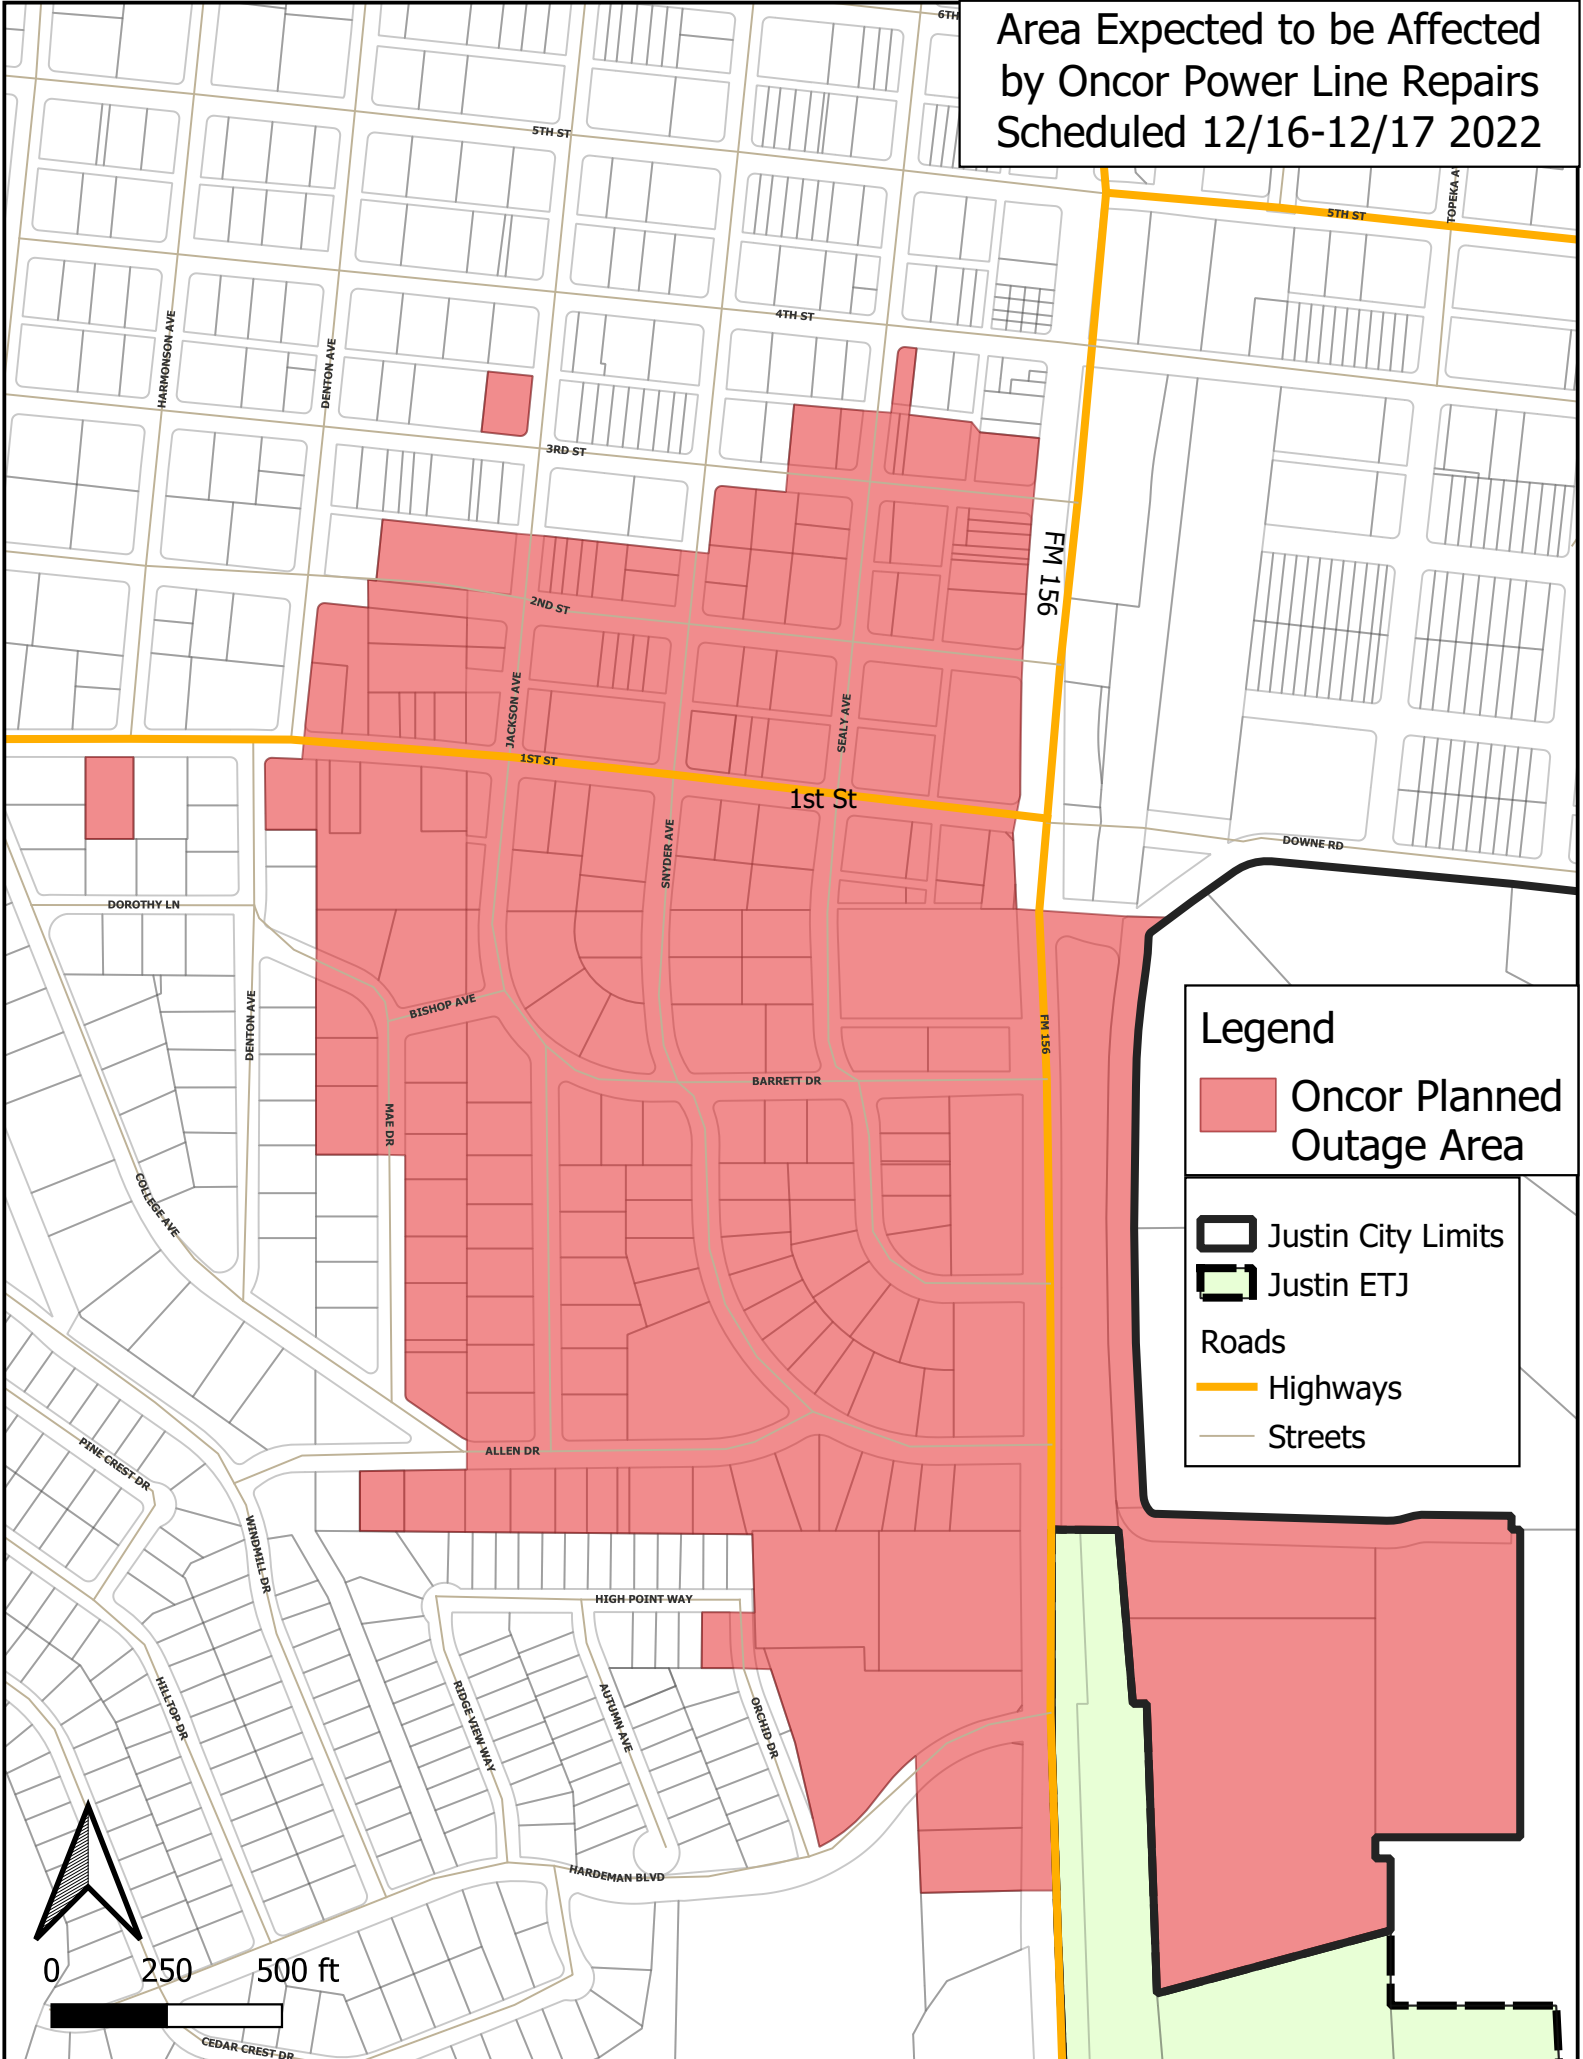 6TH
Area Expected to be Affected
by Oncor Power Line Repairs
Scheduled 12/16-12/17 2022
5TH ST
TOPEKA A
5TH ST
HARMONSON AVE
DENTON AVE
4TH ST
3RD ST
FM 156
2ND ST
JACKSON AVE
SEALY AVE
1ST ST
1st St
SNYDER AVE
DOWNE RD
DOROTHY LN
DENTON AVE
BISHOP AVE
FM 156
BARRETT DR
MAE DR
COLLEGE AVE
Legend
Oncor Planned
Outage Area
Justin City Limits
Justin ETJ
Roads
Highways
Streets
ALLEN DR
PINE CREST DR
WINDMILL DR
HIGH POINT WAY
HILLTOP DR
RIDGE VIEW WAY
AUTUMN AVE
ORCHID DR
HARDEMAN BLVD
0 250 500 ft
CEDAR CREST DR